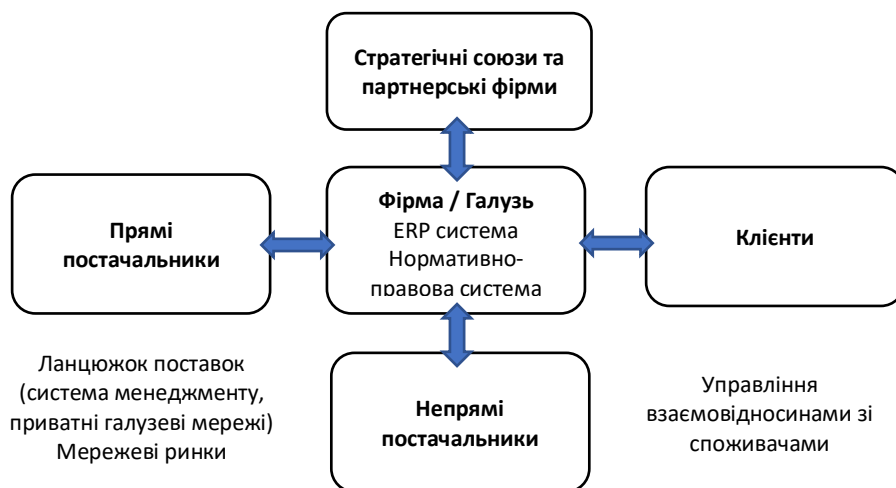 Стратегічні союзи та
партнерські фірми
Прямі
постачальники
Фірма / Галузь
ERP система
Нормативно-
правова система
Клієнти
Ланцюжок поставок
(система менеджменту,
приватні галузеві мережі)
Мережеві ринки
Непрямі
постачальники
Управління
взаємовідносинами зі
споживачами